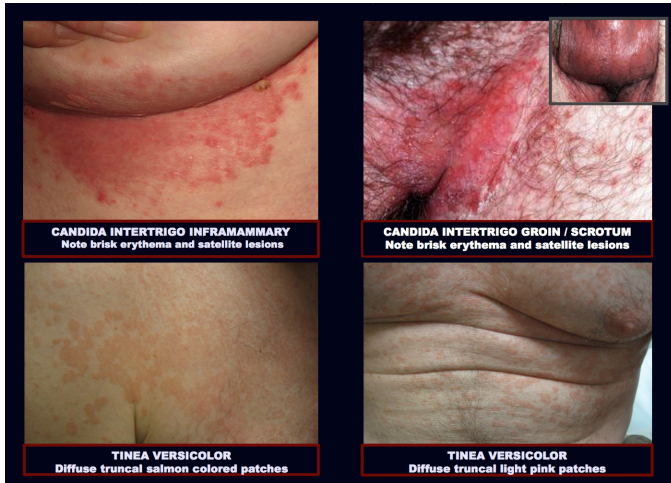 CANDIDA INTERTRIGO INFRAMAMMARY
Note brisk erythema and satellite lesions
CANDIDA INTERTRIGO GROIN / SCROTUM
Note brisk erythema and satellite lesions
TINEA VERSICOLOR
Diffuse truncal salmon colored patches
TINEA VERSICOLOR
Diffuse truncal light pink patches